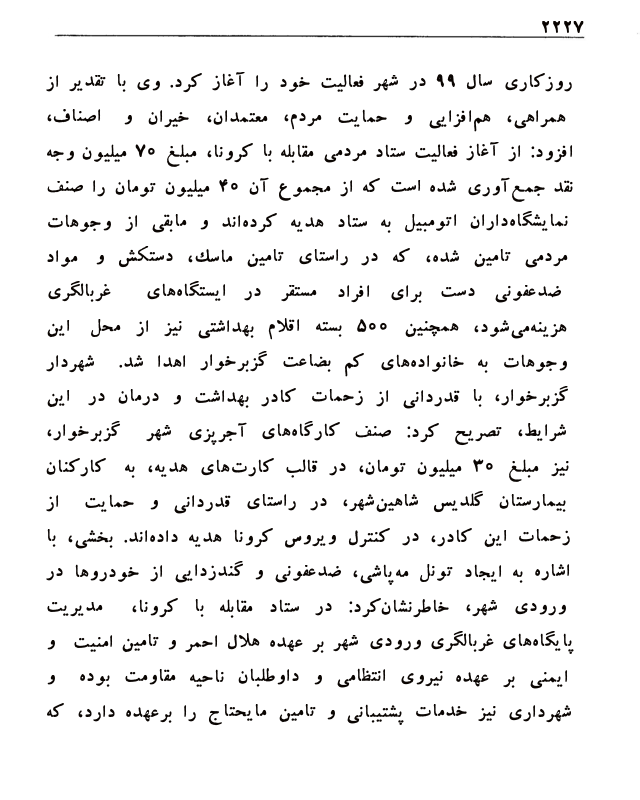 ۲۲۲۷
روزکاری سال ۹۹ در شهر فعالیت خود را آغاز کرد. وی با تقدیر از
همراهی، هم‌افزایی و حمایت مردم، معتمدان، خیران و اصناف،
افزود: از آغاز فعالیت ستاد مردمی مقابله با کرونا، مبلغ ۷۰ میلیون وجه
نقد جمع‌آوری شده است که از مجموع آن ۴۰ میلیون تومان را صنف
نمایشگاه‌داران اتومبیل به ستاد هدیه کرده‌اند و مابقی از وجوهات
مردمی تامین شده، که در راستای تامین ماسك، دستکش و مواد
ضدعفونی دست برای افراد مستقر در ایستگاه‌های غربالگری
هزینه‌می‌شود، همچنین ۵۰۰ بسته اقلام بهداشتی نیز از محل این
وجوهات به خانواده‌های کم بضاعت گزبرخوار اهدا شد. شهردار
گزبرخوار، با قدردانی از زحمات کادر بهداشت و درمان در این
شرایط، تصریح کرد: صنف کارگاه‌های آجرپزی شهر گزبرخوار،
نیز مبلغ ۳۰ میلیون تومان، در قالب کارت‌های هدیه، به کارکنان
بیمارستان گلدیس شاهین‌شهر، در راستای قدردانی و حمایت از
زحمات این کادر، در کنترل ویروس کرونا هدیه داده‌اند. بخشی، با
اشاره به ایجاد تونل مه‌پاشی، ضدعفونی و گندزدایی از خودروها در
ورودی شهر، خاطرنشان‌کرد: در ستاد مقابله با کرونا، مدیریت
پایگاه‌های غربالگری ورودی شهر بر عهده هلال احمر و تامین امنیت و
ایمنی بر عهده نیروی انتظامی و داوطلبان ناحیه مقاومت بوده و
شهرداری نیز خدمات پشتیبانی و تامین مایحتاج را برعهده دارد، که